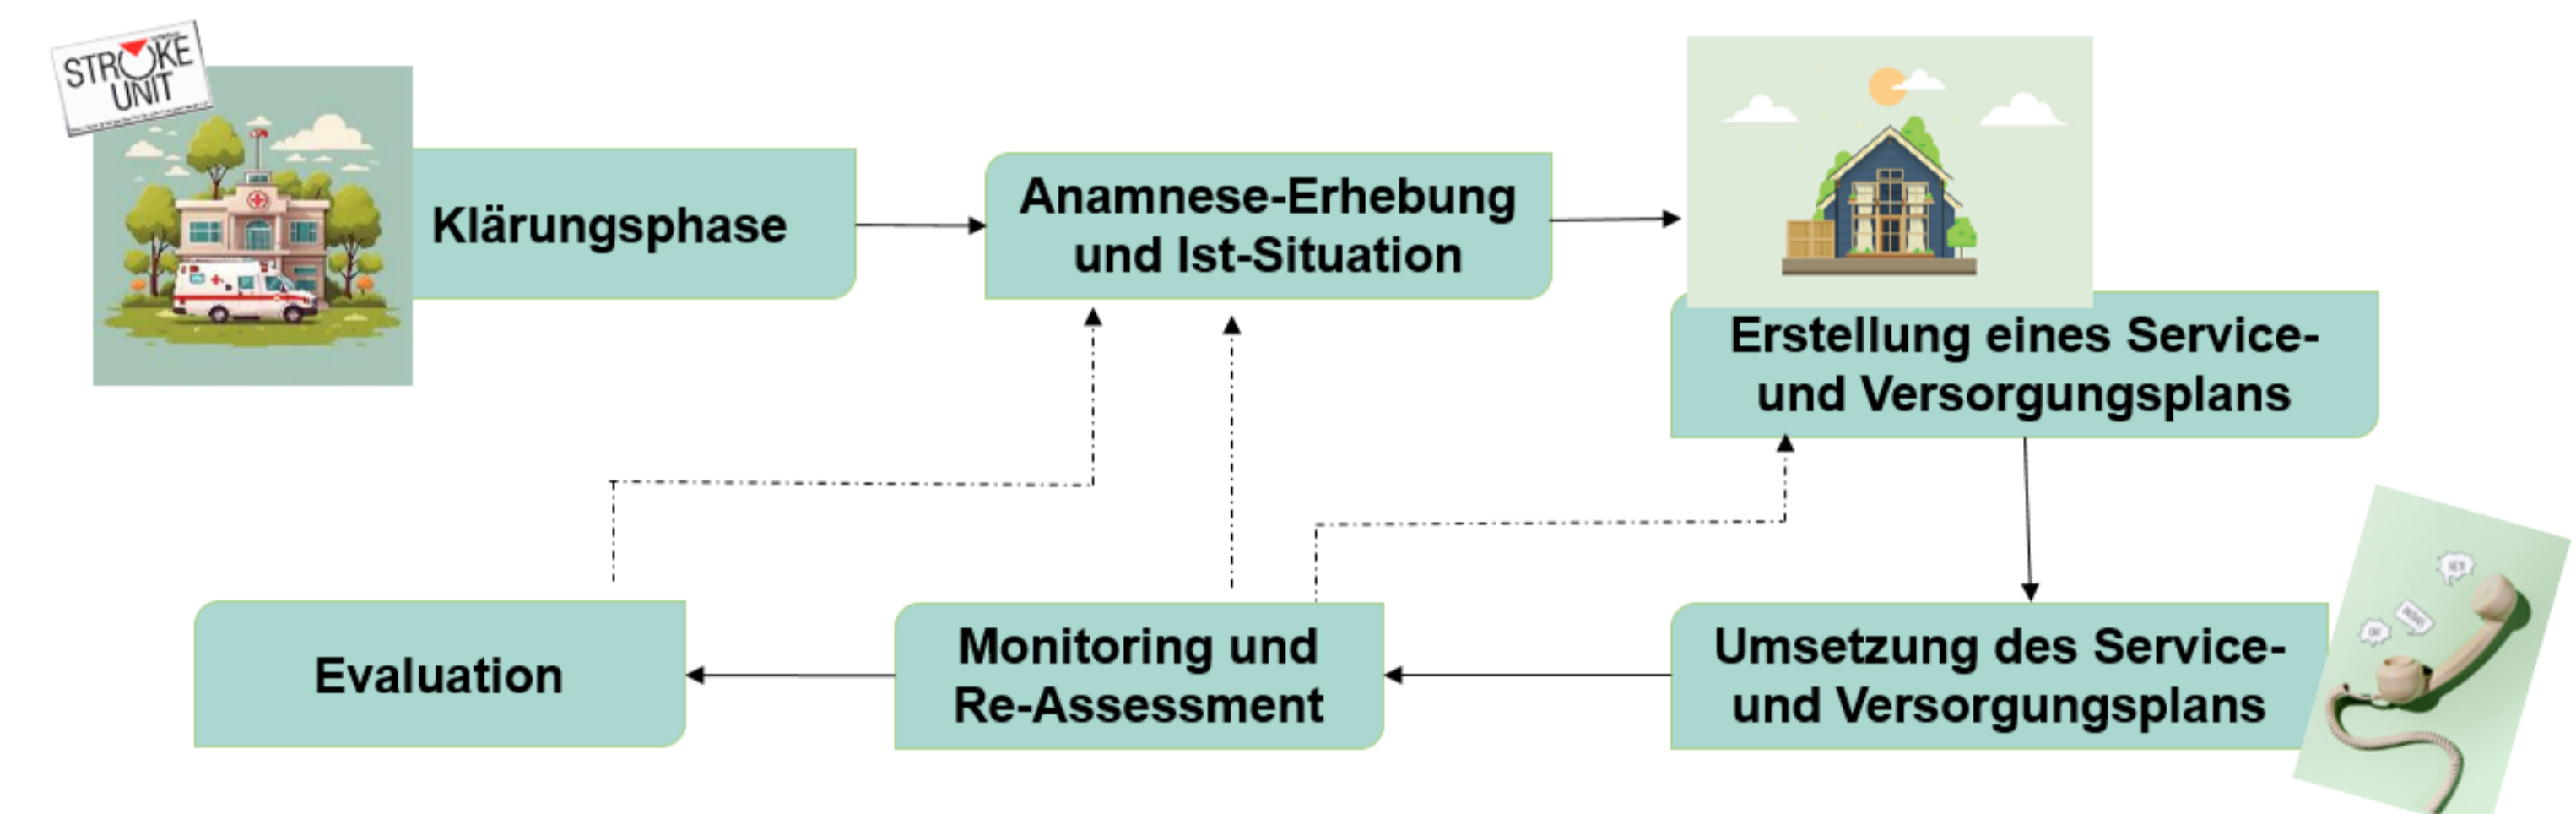 STROKE
UNIT
Klärungsphase
Anamnese-Erhebung
und Ist-Situation
Erstellung eines Service-
und Versorgungsplans
Evaluation
Monitoring und
Re-Assessment
Umsetzung des Service-
und Versorgungsplans